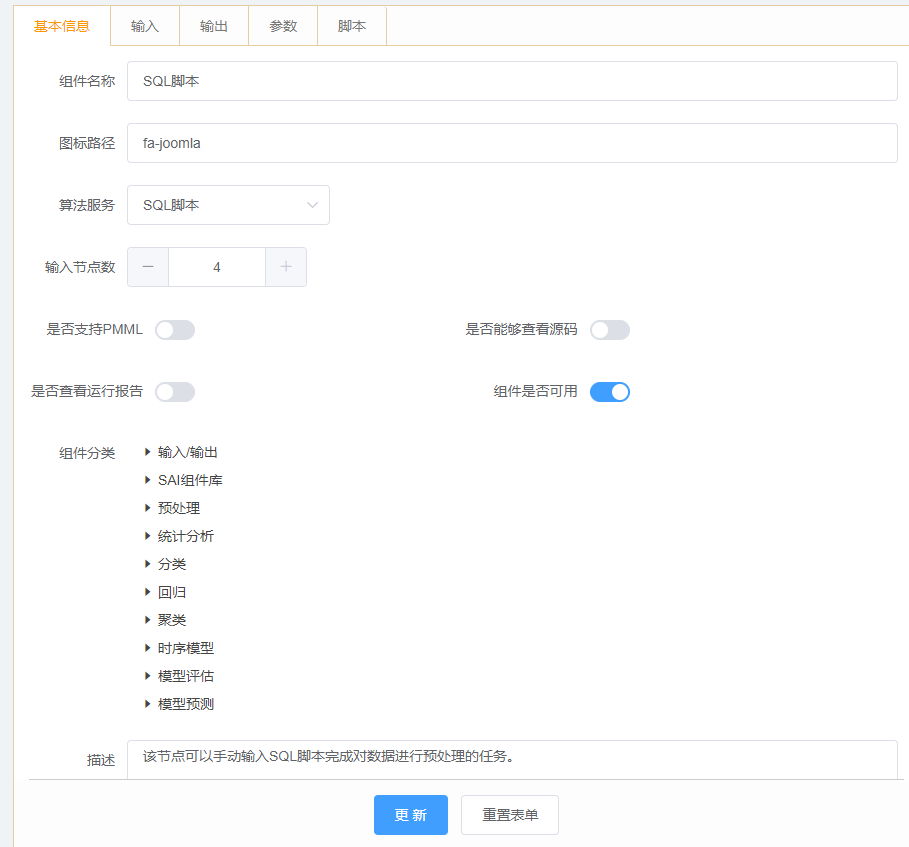 基本信息 输入 输出 参数 脚本
组件名称 SQL脚本
图标路径 fa-joomla
算法服务 SQL脚本
输入节点数 4
是否支持PMML 是否能够查看源码
是否查看运行报告 组件是否可用
组件分类 输入/输出
SAI组件库
预处理
统计分析
分类
回归
聚类
时序模型
模型评估
模型预测
描述 该节点可以手动输入SQL脚本完成对数据进行预处理的任务。
更新 重置表单